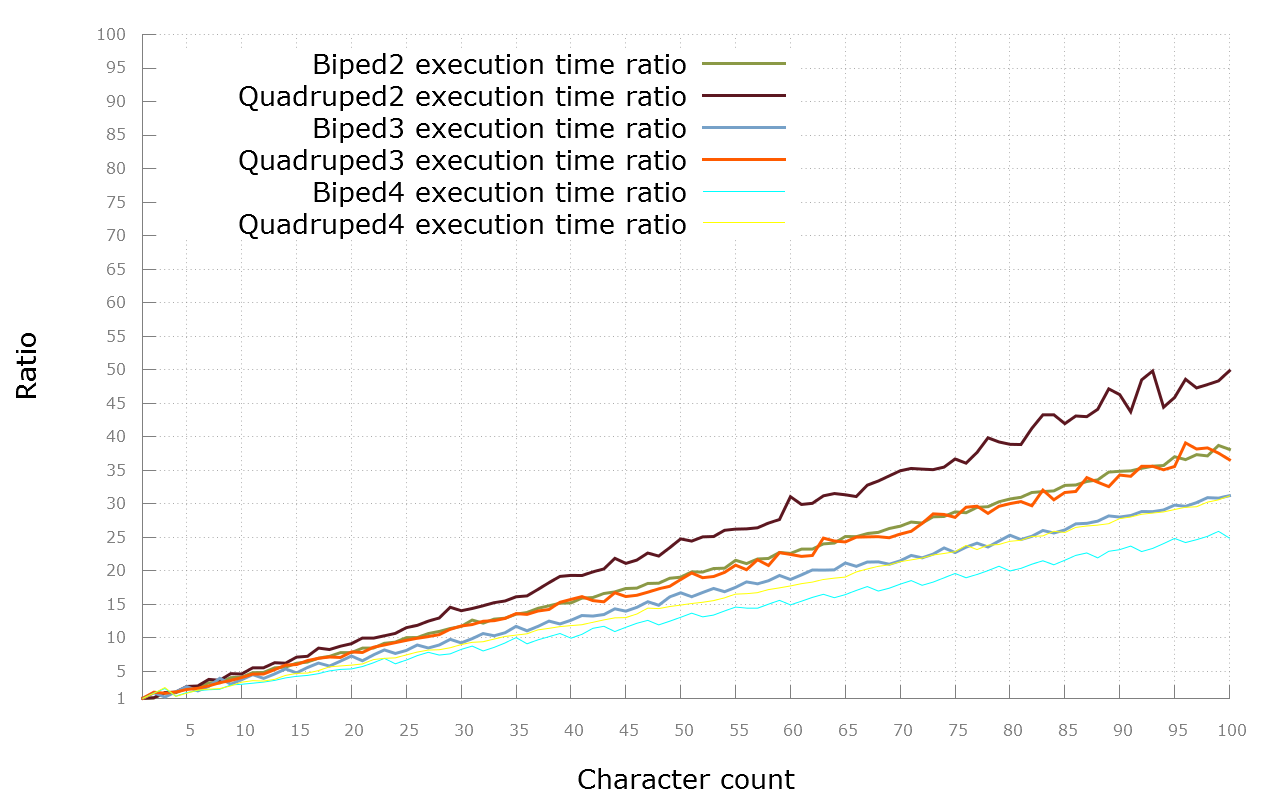 100
95
90
85
80
75
70
65
60
55
50
45
40
35
30
25
20
15
10
5
1
Biped2 execution time ratio
Quadruped2 execution time ratio
Biped3 execution time ratio
Quadruped3 execution time ratio
Biped4 execution time ratio
Quadruped4 execution time ratio
Ratio
5 10 15 20 25 30 35 40 45 50 55 60 65 70 75 80 85 90 95 100
Character count